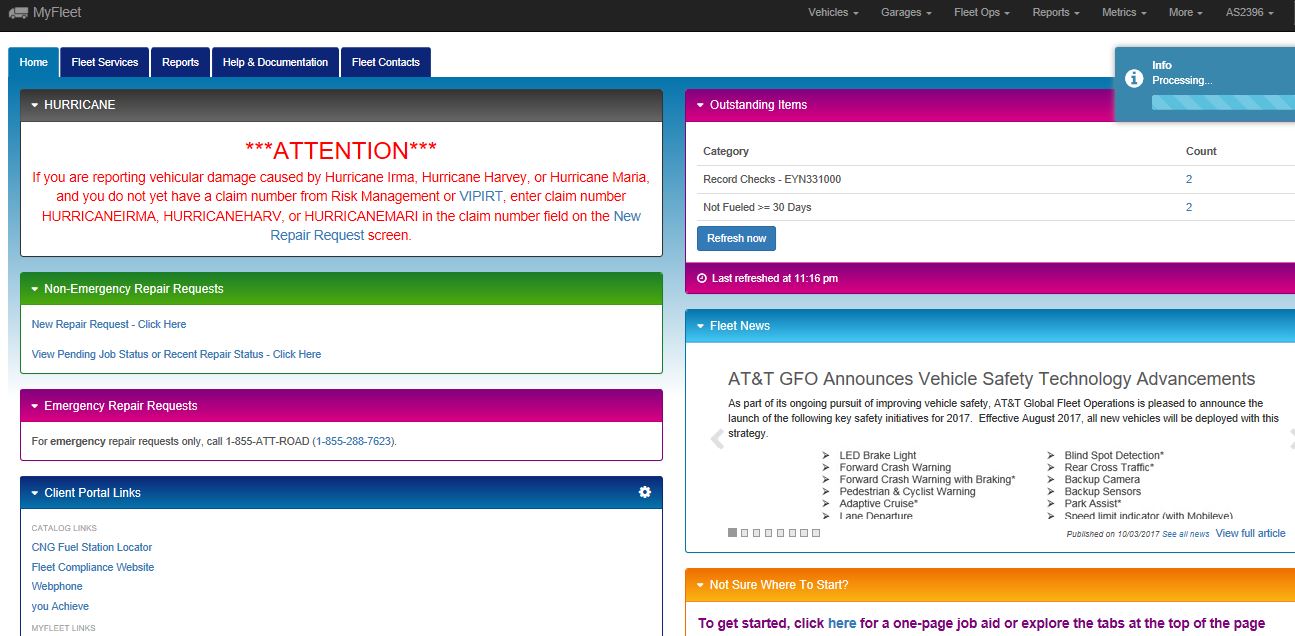 MyFleet
Vehicles
Garages
Fleet Ops
Reports
Metrics
More
AS2396
Home
Fleet Services
Reports
Help & Documentation
Fleet Contacts
Info
Processing...
HURRICANE
***ATTENTION***
If you are reporting vehicular damage caused by Hurricane Irma, Hurricane Harvey, or Hurricane Maria,
and you do not yet have a claim number from Risk Management or VIPIRT, enter claim number
HURRICANEIRMA, HURRICANEHARV, or HURRICANEMARI in the claim number field on the New
Repair Request screen.
Non-Emergency Repair Requests
New Repair Request - Click Here
View Pending Job Status or Recent Repair Status - Click Here
Emergency Repair Requests
For emergency repair requests only, call 1-855-ATT-ROAD (1-855-288-7623).
Client Portal Links
CATALOG LINKS
CNG Fuel Station Locator
Fleet Compliance Website
Webphone
you Achieve
MYFLEET LINKS
Outstanding Items
Category Count
Record Checks - EYN331000 2
Not Fueled >= 30 Days 2
Refresh now
Last refreshed at 11:16 pm
Fleet News
AT&T GFO Announces Vehicle Safety Technology Advancements
As part of its ongoing pursuit of improving vehicle safety, AT&T Global Fleet Operations is pleased to announce the
launch of the following key safety initiatives for 2017. Effective August 2017, all new vehicles will be deployed with this
strategy.
LED Brake Light
Forward Crash Warning
Forward Crash Warning with Braking*
Pedestrian & Cyclist Warning
Adaptive Cruise*
Lane Departure
Blind Spot Detection*
Rear Cross Traffic*
Backup Camera
Backup Sensors
Park Assist*
Speed limit indicator (with Mobileye)
Published on 10/03/2017 See all news View full article
Not Sure Where To Start?
To get started, click here for a one-page job aid or explore the tabs at the top of the page